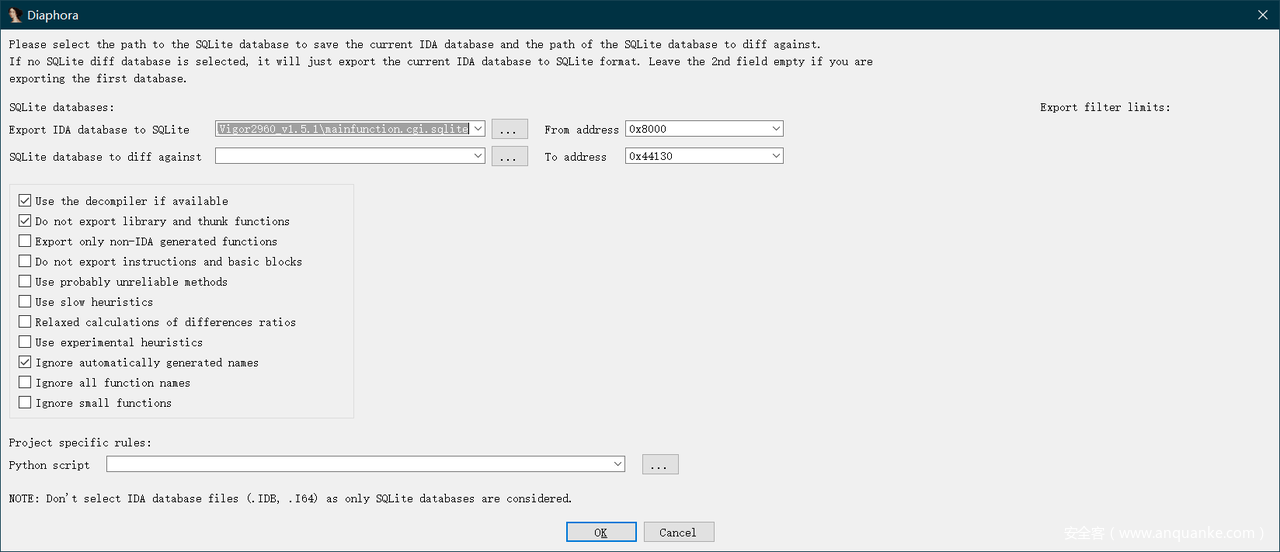 Diaphora
Please select the path to the SQLite database to save the current IDA database and the path of the SQLite database to diff against.
If no SQLite diff database is selected, it will just export the current IDA database to SQLite format. Leave the 2nd field empty if you are
exporting the first database.
SQLite databases:
Export filter limits:
Export IDA database to SQLite
Vigor2960_v1.5.1\mainfunction.cgi.sqlite
...
From address
0x8000
SQLite database to diff against
...
To address
0x44130
Use the decompiler if available
Do not export library and thunk functions
Export only non-IDA generated functions
Do not export instructions and basic blocks
Use probably unreliable methods
Use slow heuristics
Relaxed calculations of differences ratios
Use experimental heuristics
Ignore automatically generated names
Ignore all function names
Ignore small functions
Project specific rules:
Python script
...
NOTE: Don't select IDA database files (.IDB, .I64) as only SQLite databases are considered.
OK
Cancel
安全客（www.anquanke.com）